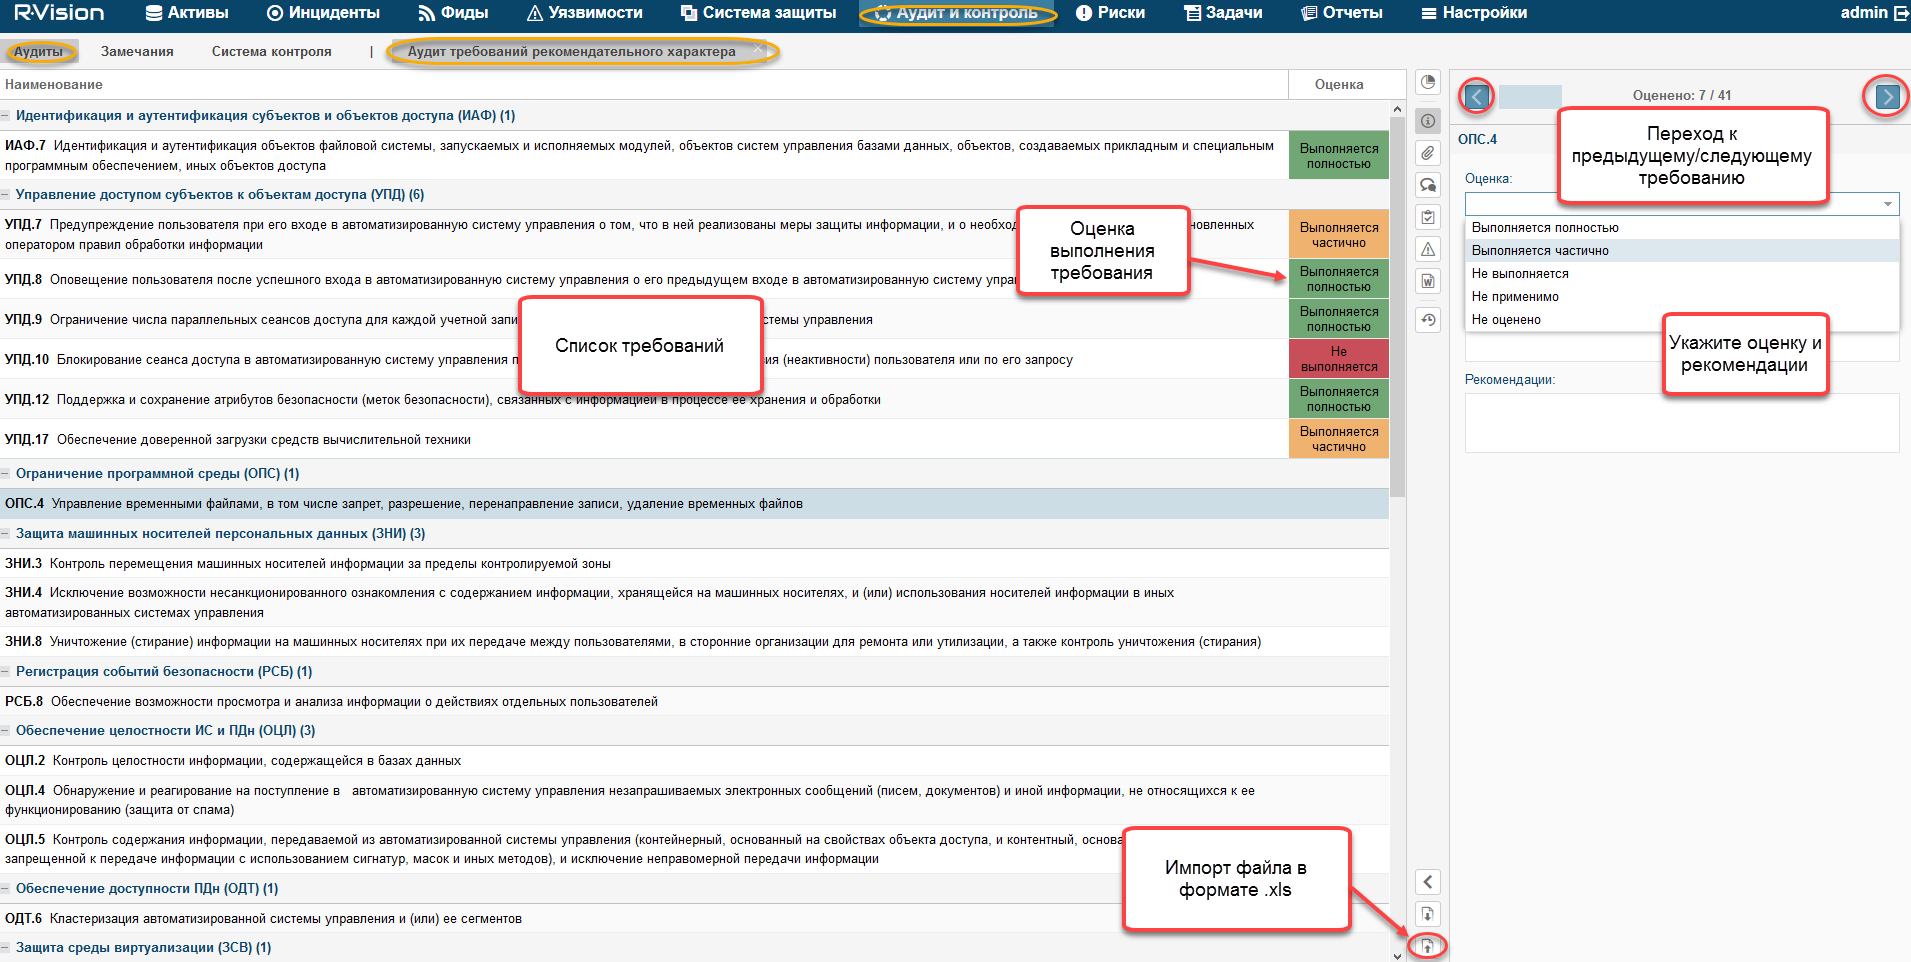 R·Vision Активы Инциденты Фиды Уязвимости Система защиты Аудит и контроль Риски Задачи Отчеты Настройки admin
Аудиты Замечания Система контроля | Аудит требований рекомендательного характера
Наименование Оценка
Идентификация и аутентификация субъектов и объектов доступа (ИАФ) (1)
ИАФ.7 Идентификация и аутентификация объектов файловой системы, запускаемых и исполняемых модулей, объектов систем управления базами данных, объектов, создаваемых прикладным и специальным
программным обеспечением, иных объектов доступа
Выполняется
полностью
Управление доступом субъектов к объектам доступа (УПД) (6)
УПД.7 Предупреждение пользователя при его входе в автоматизированную систему управления о том, что в ней реализованы меры защиты информации, и о необход новленных
оператором правил обработки информации
Выполняется
частично
УПД.8 Оповещение пользователя после успешного входа в автоматизированную систему управления о его предыдущем входе в автоматизированную систему упра
Выполняется
полностью
УПД.9 Ограничение числа параллельных сеансов доступа для каждой учетной запи стемы управления
Выполняется
полностью
УПД.10 Блокирование сеанса доступа в автоматизированную систему управления п ия (неактивности) пользователя или по его запросу
Не
выполняется
УПД.12 Поддержка и сохранение атрибутов безопасности (меток безопасности), связанных с информацией в процессе ее хранения и обработки
Выполняется
полностью
УПД.17 Обеспечение доверенной загрузки средств вычислительной техники
Выполняется
частично
Ограничение программной среды (ОПС) (1)
ОПС.4 Управление временными файлами, в том числе запрет, разрешение, перенаправление записи, удаление временных файлов
Защита машинных носителей персональных данных (ЗНИ) (3)
ЗНИ.3 Контроль перемещения машинных носителей информации за пределы контролируемой зоны
ЗНИ.4 Исключение возможности несанкционированного ознакомления с содержанием информации, хранящейся на машинных носителях, и (или) использования носителей информации в иных
автоматизированных системах управления
ЗНИ.8 Уничтожение (стирание) информации на машинных носителях при их передаче между пользователями, в сторонние организации для ремонта или утилизации, а также контроль уничтожения (стирания)
Регистрация событий безопасности (РСБ) (1)
РСБ.8 Обеспечение возможности просмотра и анализа информации о действиях отдельных пользователей
Обеспечение целостности ИС и ПДн (ОЦЛ) (3)
ОЦЛ.2 Контроль целостности информации, содержащейся в базах данных
ОЦЛ.4 Обнаружение и реагирование на поступление в автоматизированную систему управления незапрашиваемых электронных сообщений (писем, документов) и иной информации, не относящихся к ее
функционированию (защита от спама)
ОЦЛ.5 Контроль содержания информации, передаваемой из автоматизированной системы управления (контейнерный, основанный на свойствах объекта доступа, и контентный, основа
запрещенной к передаче информации с использованием сигнатур, масок и иных методов), и исключение неправомерной передачи информации
Обеспечение доступности ПДн (ОДТ) (1)
ОДТ.6 Кластеризация автоматизированной системы управления и (или) ее сегментов
Защита среды виртуализации (ЗСВ) (1)
Список требований
Оценка
выполнения
требования
Импорт файла в
формате .xls
Оценено: 7 / 41
ОПС.4
Переход к
предыдущему/следующему
требованию
Оценка:
Выполняется полностью
Выполняется частично
Не выполняется
Не применимо
Не оценено
Укажите оценку и
рекомендации
Рекомендации: